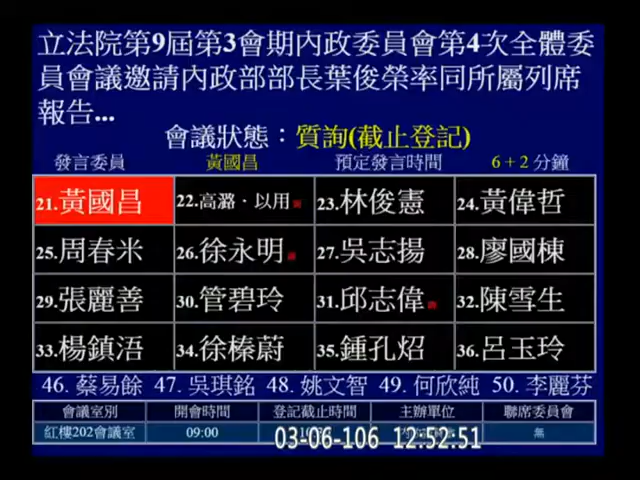 立法院第9屆第3會期內政委員會第4次全體委
員會議邀請內政部部長葉俊榮率同所屬列席
報告...
會議狀態：質詢(截止登記)
發言委員 黃國昌 預定發言時間 6+2 分鐘
21.黃國昌 22.高潞．以用 23.林俊憲 24.黃偉哲
25.周春米 26.徐永明 27.吳志揚 28.廖國棟
29.張麗善 30.管碧玲 31.邱志偉 32.陳雪生
33.楊鎮浯 34.徐榛蔚 35.鍾孔炤 36.呂玉玲
46. 蔡易餘 47. 吳琪銘 48. 姚文智 49. 何欣純 50. 李麗芬
會議室別 開會時間 登記截止時間 主辦單位 聯席委員會
紅樓202會議室 09:00 無
03-06-106 12:52:51